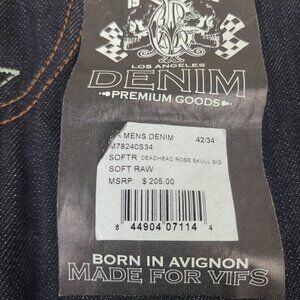 LOS ANGELES
DENIM
PREMIUM GOODS
MENS DENIM 42/34
M78240S34
SOFTR DEADHEAD ROSE SKULL SIG
SOFT RAW
MSRP: $ 205.00
8 44904 07114 4
BORN IN AVIGNON
MADE FOR VIFS